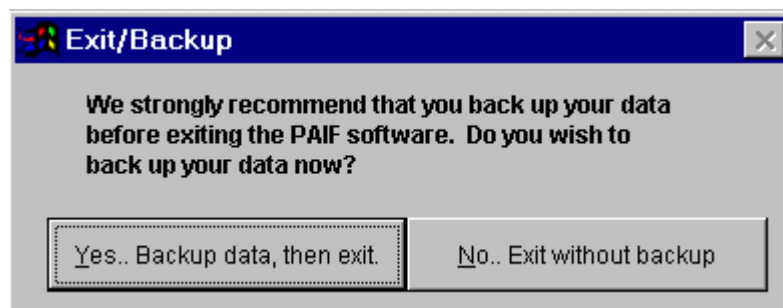 Exit/Backup
We strongly recommend that you back up your data
before exiting the PAIF software. Do you wish to
back up your data now?
Yes.. Backup data, then exit. No.. Exit without backup